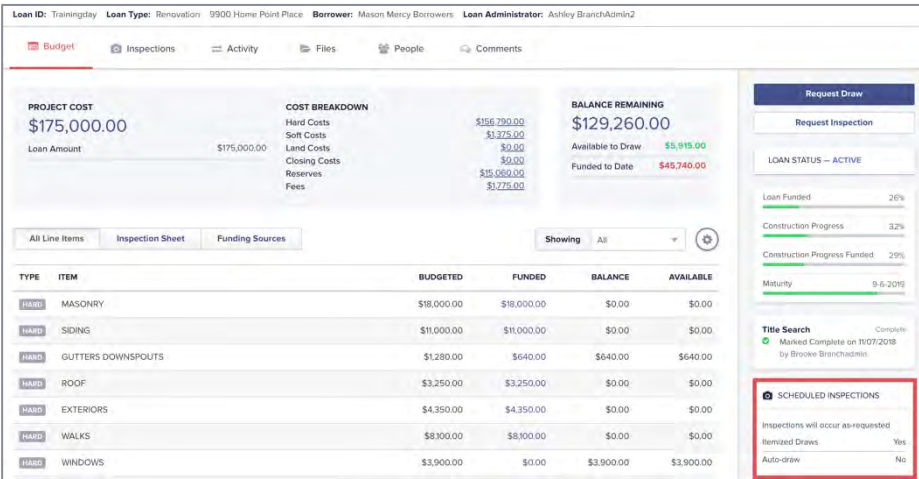 Loan ID: Trainingday Loan Type: Renovation 9900 Home Point Place Borrower: Mason Mercy Borrowers Loan Administrator: Ashley BranchAdmin2
Budget Inspections Activity Files People Comments
PROJECT COST
$175,000.00
Loan Amount $175,000.00
COST BREAKDOWN
Hard Costs $156,790.00
Soft Costs $1,375.00
Land Costs $0.00
Closing Costs $0.00
Reserves $15,060.00
Fees $1,775.00
BALANCE REMAINING
$129,260.00
Available to Draw $5,915.00
Funded to Date $45,740.00
Request Draw
Request Inspection
LOAN STATUS — ACTIVE
Loan Funded 26%
Construction Progress 32%
Construction Progress Funded 29%
Maturity 9-6-2019
Title Search Complete
Marked Complete on 11/07/2018
by Brooke Branchadmin
SCHEDULED INSPECTIONS
Inspections will occur as-requested
Itemized Draws Yes
Auto-draw No
All Line Items Inspection Sheet Funding Sources Showing All
TYPE ITEM BUDGETED FUNDED BALANCE AVAILABLE
HARD MASONRY $18,000.00 $18,000.00 $0.00 $0.00
HARD SIDING $11,000.00 $11,000.00 $0.00 $0.00
HARD GUTTERS DOWNSPOUTS $1,280.00 $640.00 $640.00 $640.00
HARD ROOF $3,250.00 $3,250.00 $0.00 $0.00
HARD EXTERIORS $4,350.00 $4,350.00 $0.00 $0.00
HARD WALKS $8,100.00 $8,100.00 $0.00 $0.00
HARD WINDOWS $3,900.00 $0.00 $3,900.00 $3,900.00